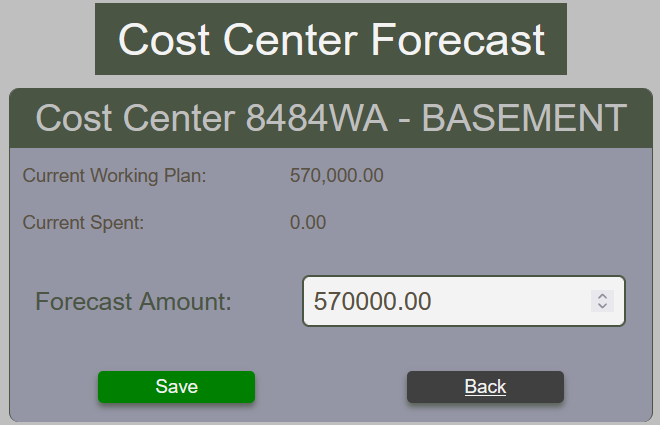 Cost Center Forecast
Cost Center 8484WA - BASEMENT
Current Working Plan: 570,000.00
Current Spent: 0.00
Forecast Amount: 570000.00
Save Back